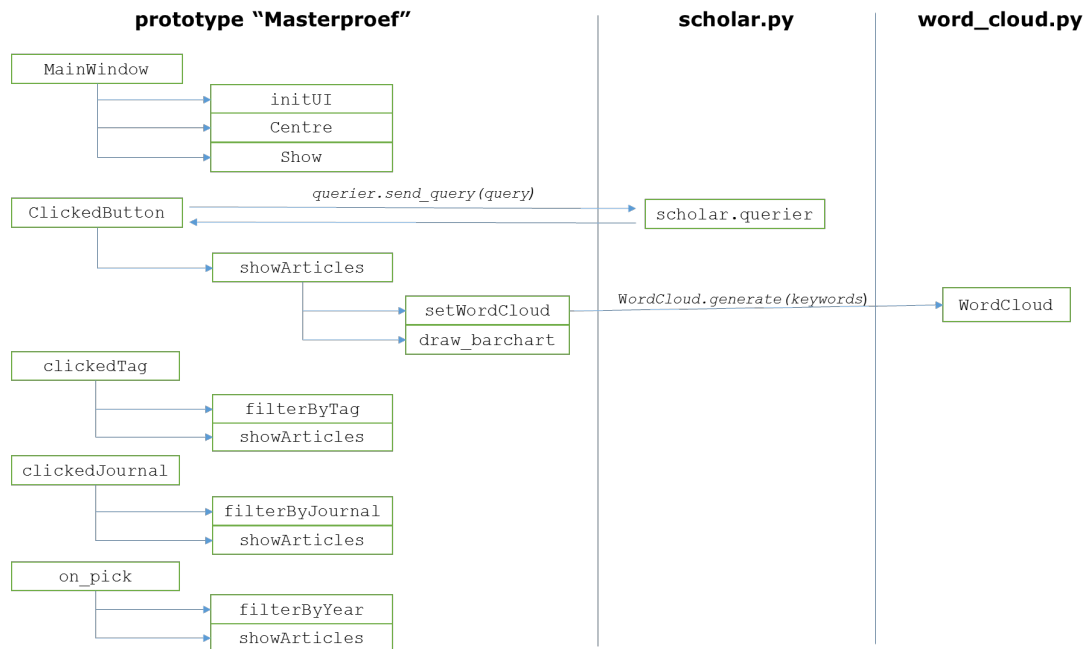 prototype “Masterproef”
scholar.py
word_cloud.py
MainWindow
initUI
Centre
Show
querier.send_query(query)
ClickedButton
scholar.querier
showArticles
WordCloud.generate(keywords)
WordCloud
setWordCloud
draw_barchart
clickedTag
filterByTag
showArticles
clickedJournal
filterByJournal
showArticles
on_pick
filterByYear
showArticles